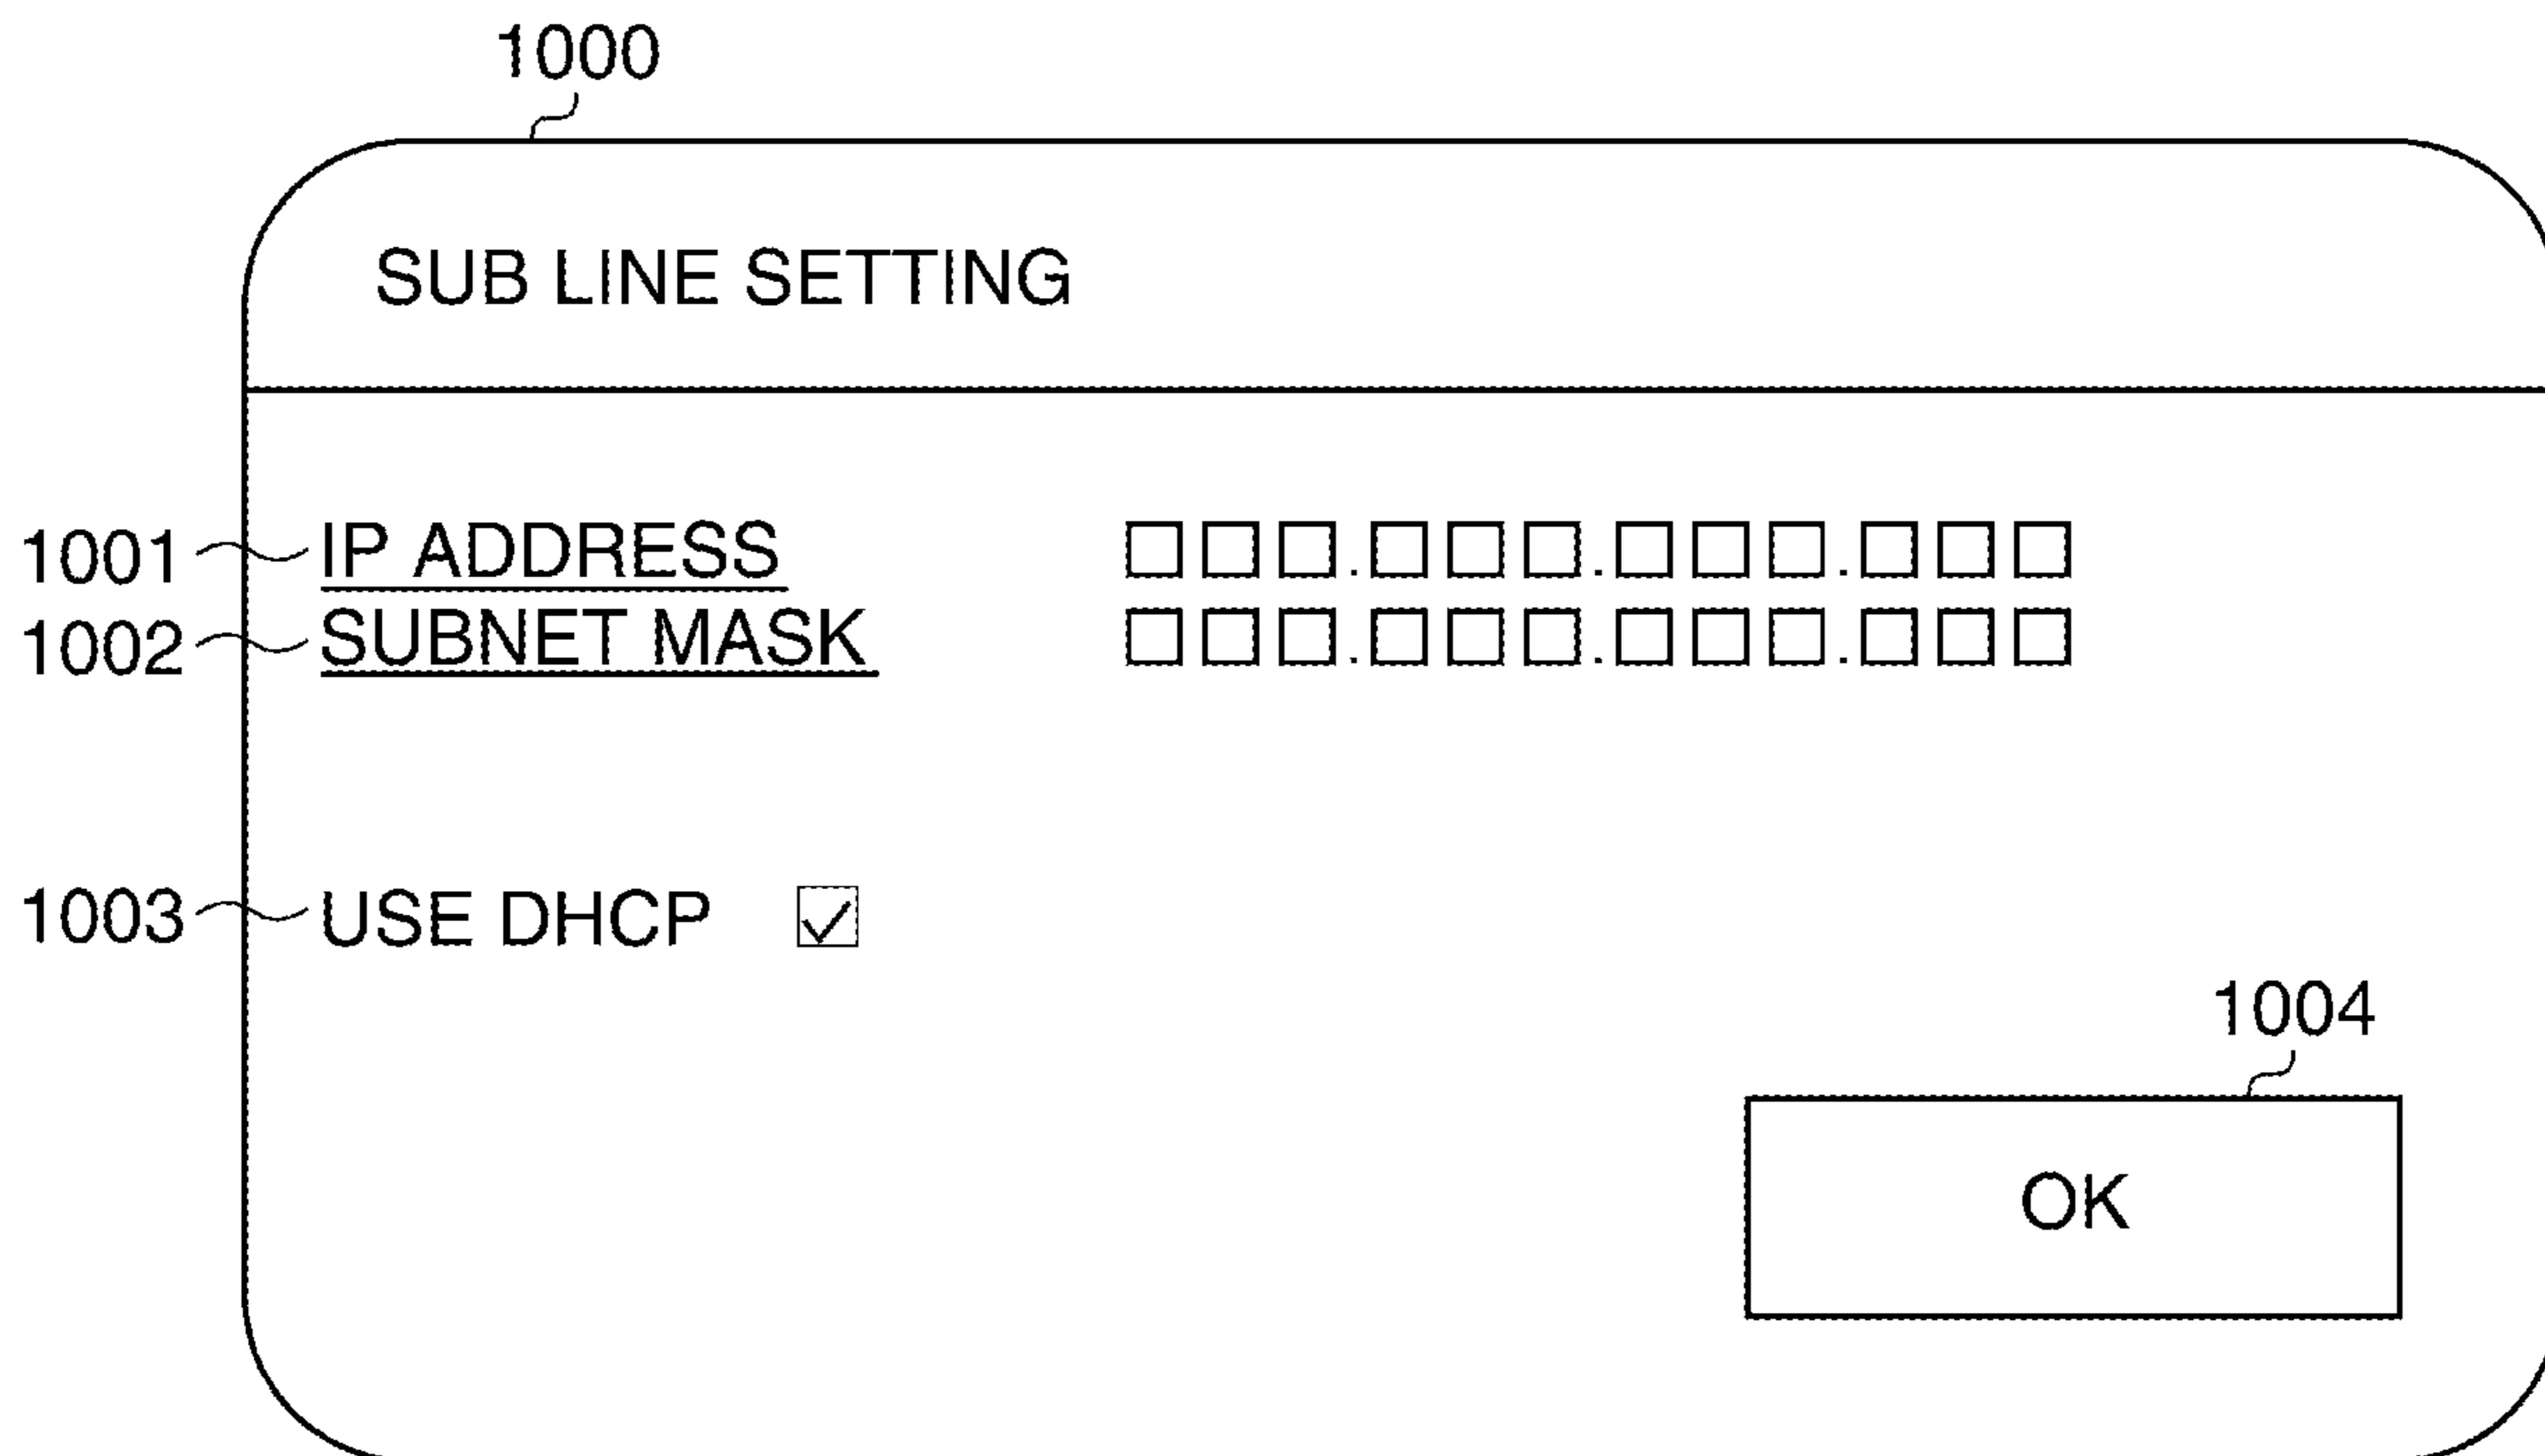 1000
SUB LINE SETTING
1001 IP ADDRESS □□□.□□□.□□□.□□□
1002 SUBNET MASK □□□.□□□.□□□.□□□
1003 USE DHCP ☑
1004
OK